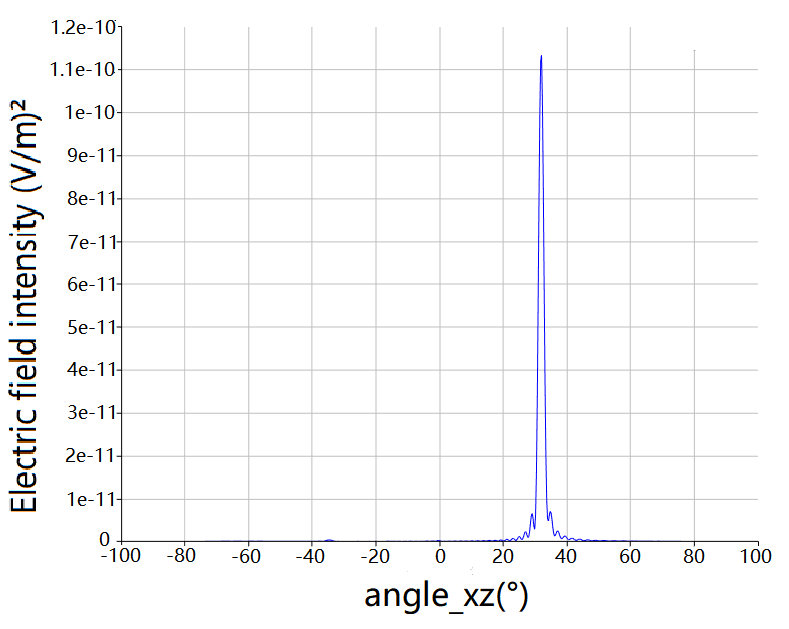 1.2e-10
1.1e-10
1e-10
9e-11
8e-11
7e-11
6e-11
5e-11
4e-11
3e-11
2e-11
1e-11
0
Electric field intensity (V/m)²
-100 -80 -60 -40 -20 0 20 40 60 80 100
angle_xz(°)